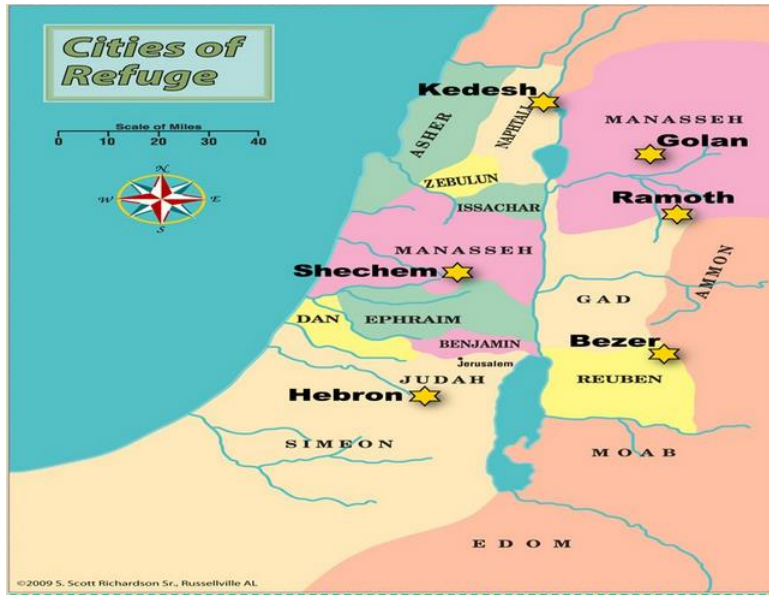 Cities of
Refuge
Scale of Miles
0 10 20 30 40
N
W E
S
Kedesh
ASHER
NAPHTALI
MANASSEH
Golan
ZEBULUN
ISSACHAR
Ramoth
MANASSEH
Shechem
AMMON
GAD
DAN
EPHRAIM
BENJAMIN
Bezer
Jerusalem
JUDAH
REUBEN
Hebron
SIMEON
MOAB
EDOM
©2009 S. Scott Richardson Sr., Russellville AL